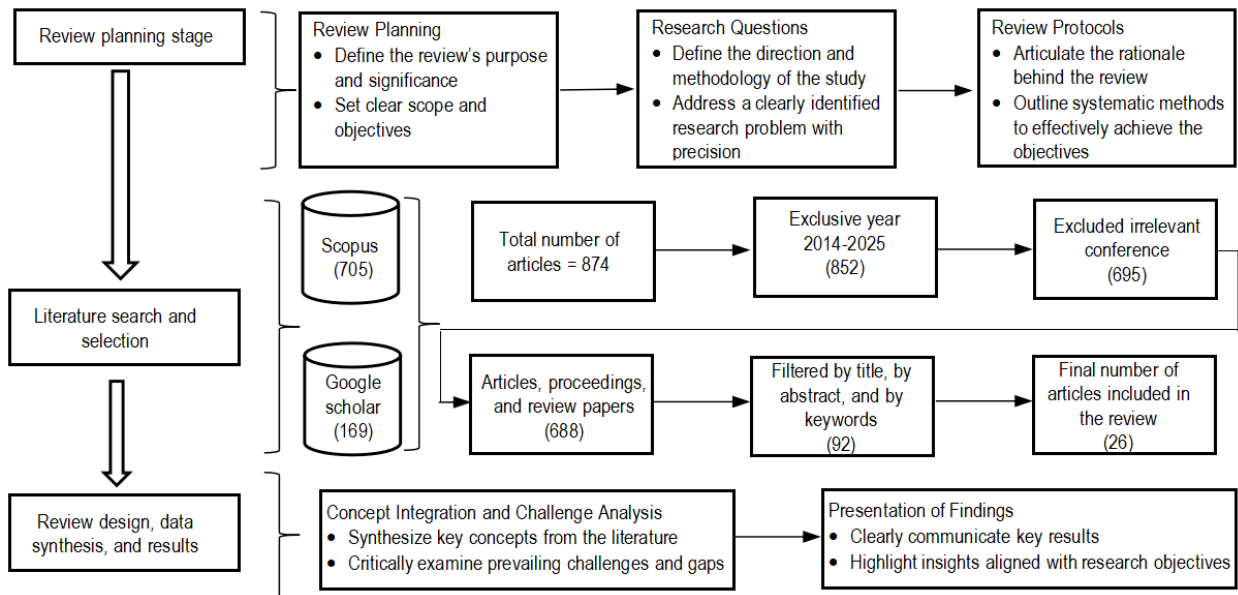 Review planning stage
Review Planning
• Define the review's purpose
and significance
• Set clear scope and
objectives
Research Questions
• Define the direction and
methodology of the study
• Address a clearly identified
research problem with
precision
Review Protocols
• Articulate the rationale
behind the review
• Outline systematic methods
to effectively achieve the
objectives
Literature search and
selection
Scopus
(705)
Google
scholar
(169)
Total number of
articles = 874
Exclusive year
2014-2025
(852)
Excluded irrelevant
conference
(695)
Articles, proceedings,
and review papers
(688)
Filtered by title, by
abstract, and by
keywords
(92)
Final number of
articles included in
the review
(26)
Review design, data
synthesis, and results
Concept Integration and Challenge Analysis
• Synthesize key concepts from the literature
• Critically examine prevailing challenges and gaps
Presentation of Findings
• Clearly communicate key results
• Highlight insights aligned with research objectives